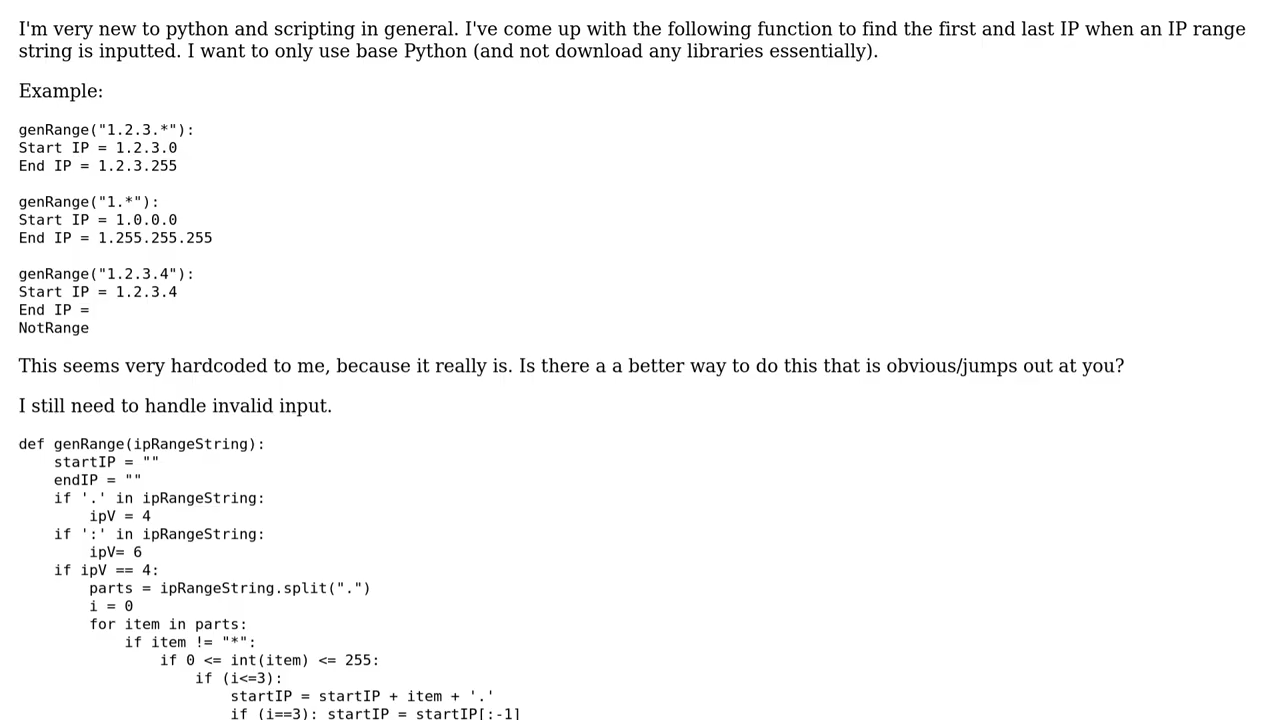 I'm very new to python and scripting in general. I've come up with the following function to find the first and last IP when an IP range
string is inputted. I want to only use base Python (and not download any libraries essentially).
Example:
genRange("1.2.3.*"):
Start IP = 1.2.3.0
End IP = 1.2.3.255
genRange("1.*"):
Start IP = 1.0.0.0
End IP = 1.255.255.255
genRange("1.2.3.4"):
Start IP = 1.2.3.4
End IP =
NotRange
This seems very hardcoded to me, because it really is. Is there a a better way to do this that is obvious/jumps out at you?
I still need to handle invalid input.
def genRange(ipRangeString):
    startIP = ""
    endIP = ""
    if '.' in ipRangeString:
        ipV = 4
    if ':' in ipRangeString:
        ipV= 6
    if ipV == 4:
        parts = ipRangeString.split(".")
        i = 0
        for item in parts:
            if item != "*":
                if 0 <= int(item) <= 255:
                    if (i<=3):
                        startIP = startIP + item + '.'
                        if (i==3): startIP = startIP[:-1]